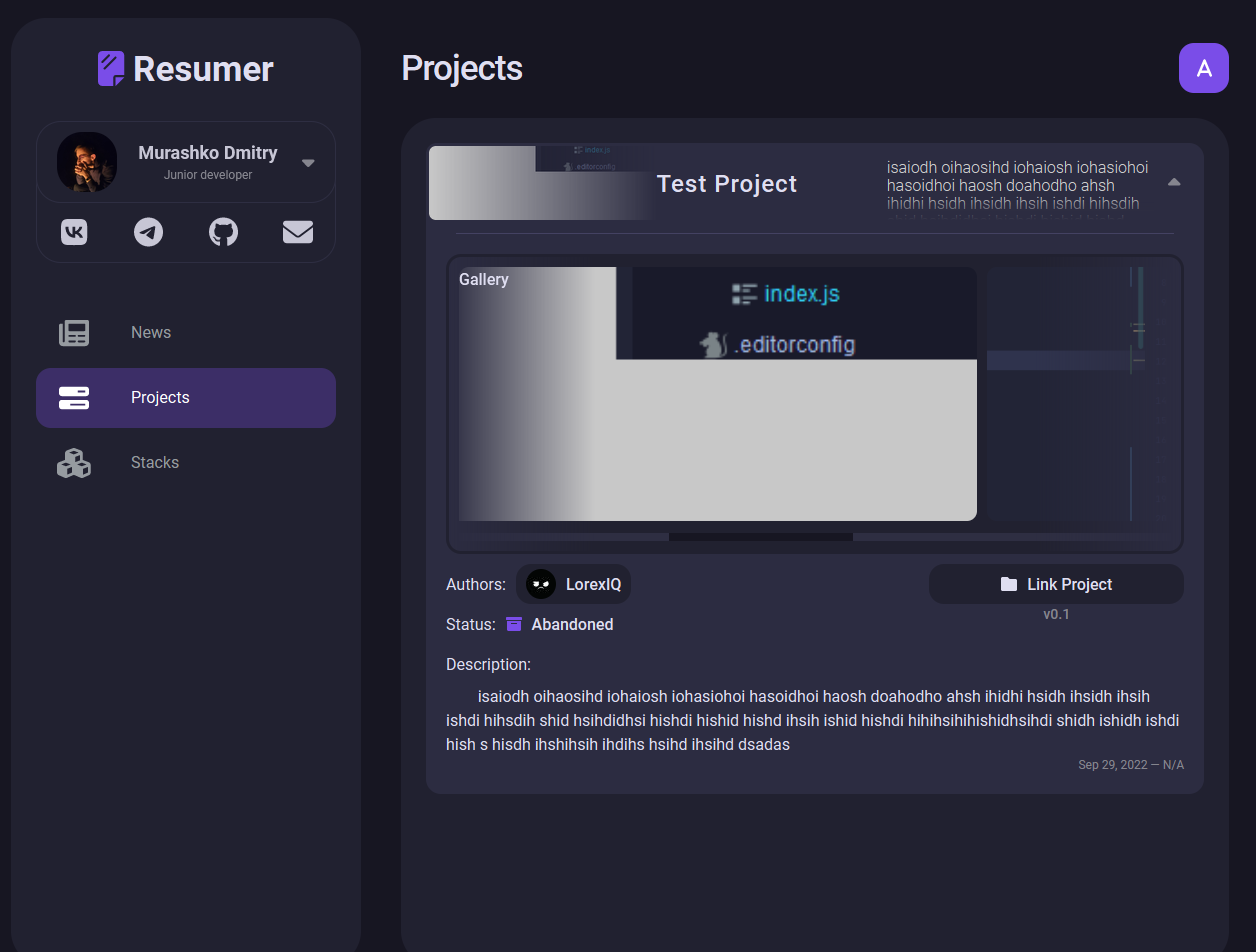 Resumer
Projects
A
Murashko Dmitry
Junior developer
News
Projects
Stacks
index.js
.editorconfig
Test Project
isaiodh oihaosihd iohaiosh iohasiohoi
hasoidhoi haosh doahodho ahsh
ihidhi hsidh ihsidh ihsih ishdi hihsdih
Gallery
index.js
.editorconfig
Authors:
LorexIQ
Link Project
v0.1
Status:
Abandoned
Description:
isaiodh oihaosihd iohaiosh iohasiohoi hasoidhoi haosh doahodho ahsh ihidhi hsidh ihsidh ihsih
ishdi hihsdih shid hsihdidhsi hishdi hishid hishd ihsih ishid hishdi hihihsihihishidhsihdi shidh ishidh ishdi
hish s hisdh ihshihsih ihdihs hsihd ihsihd dsadas
Sep 29, 2022 — N/A